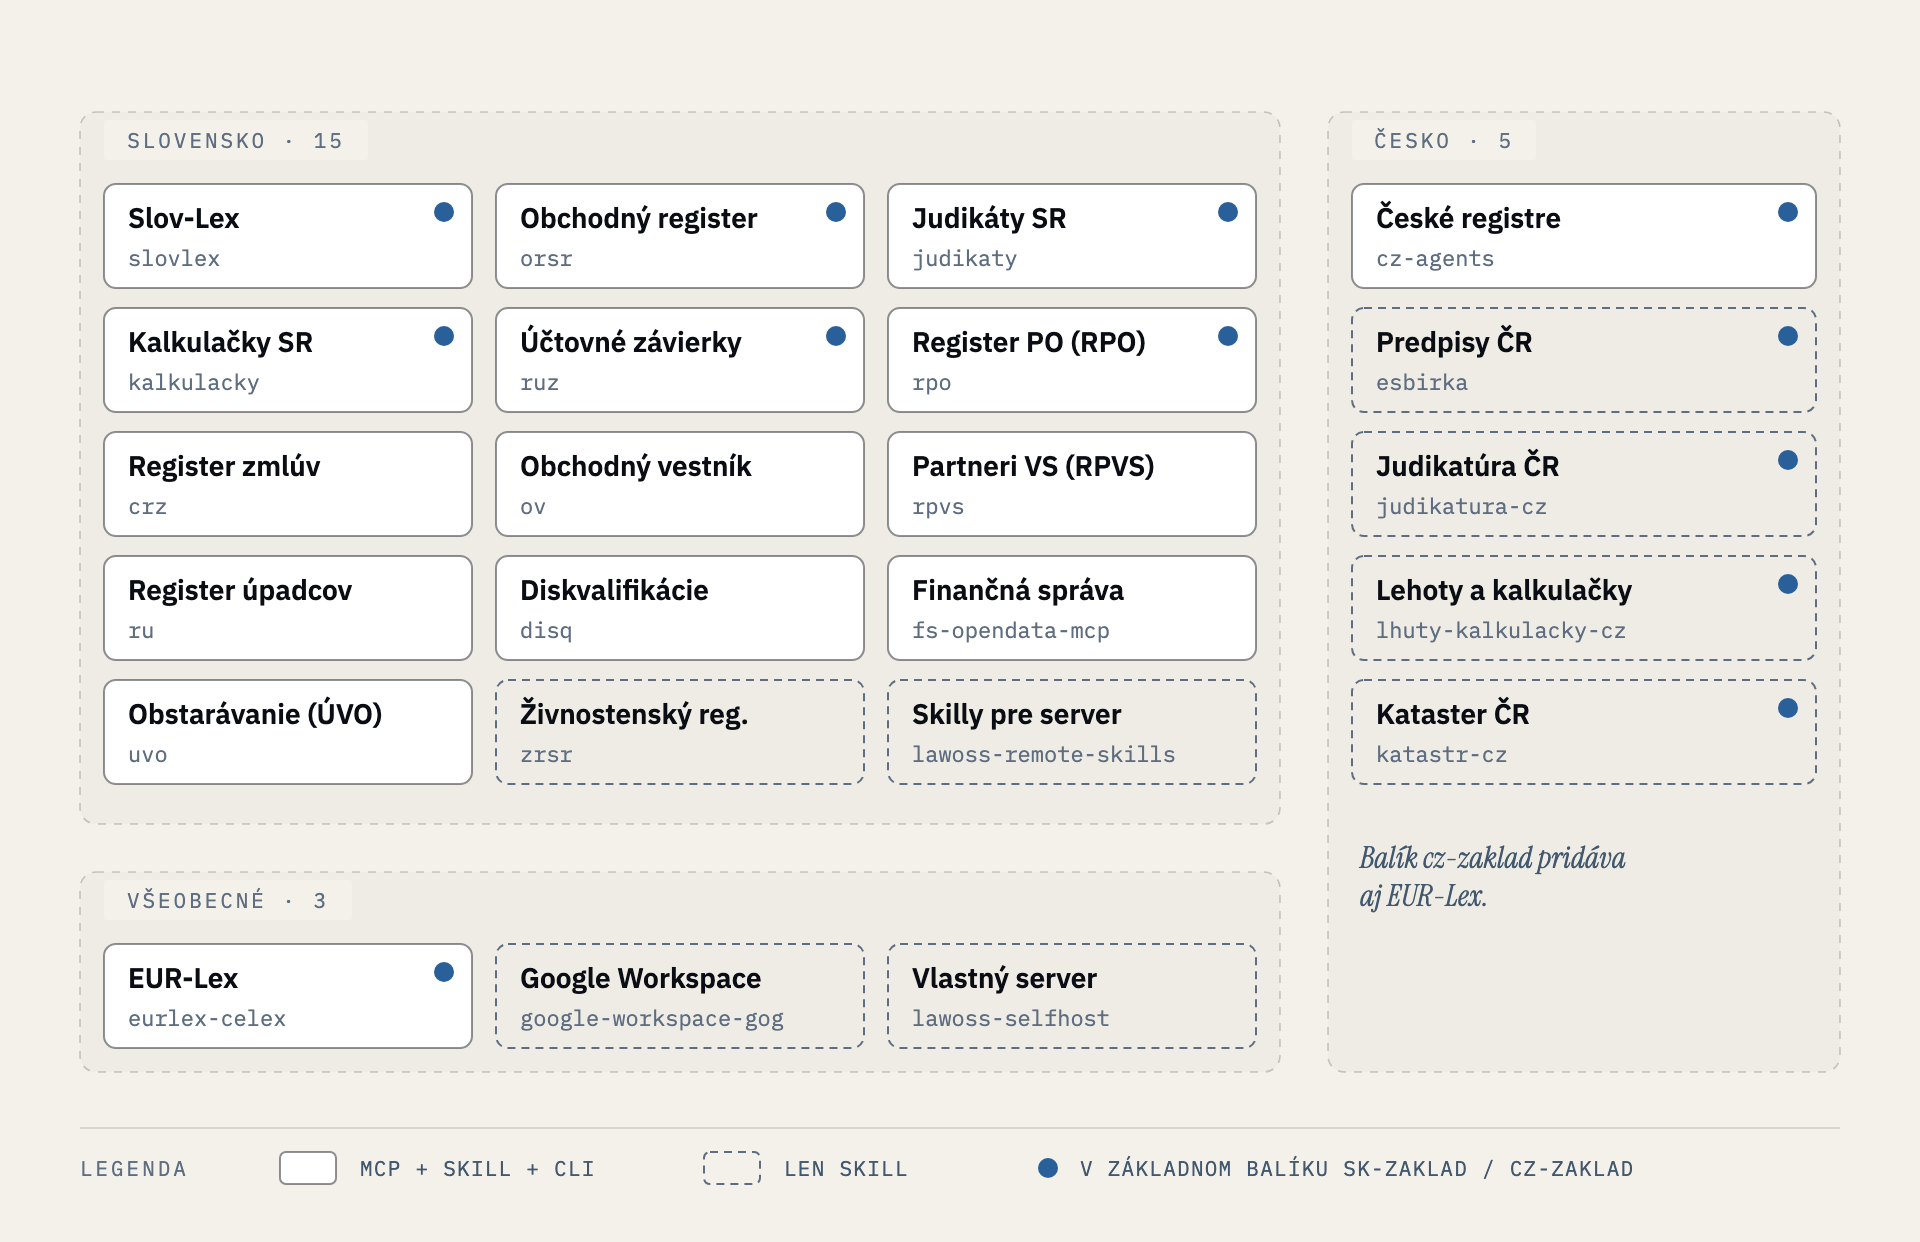 SLOVENSKO · 15
Slov-Lex
slovlex
Obchodný register
orsr
Judikáty SR
judikaty
Kalkulačky SR
kalkulacky
Účtovné závierky
ruz
Register PO (RPO)
rpo
Register zmlúv
crz
Obchodný vestník
ov
Partneri VS (RPVS)
rpvs
Register úpadcov
ru
Diskvalifikácie
disq
Finančná správa
fs-opendata-mcp
Obstarávanie (ÚVO)
uvo
Živnostenský reg.
zrsr
Skilly pre server
lawoss-remote-skills
ČESKO · 5
České registre
cz-agents
Predpisy ČR
esbirka
Judikatúra ČR
judikatura-cz
Lehoty a kalkulačky
lhuty-kalkulacky-cz
Kataster ČR
katastr-cz
Balík cz-zaklad pridáva
aj EUR-Lex.
VŠEOBECNÉ · 3
EUR-Lex
eurlex-celex
Google Workspace
google-workspace-gog
Vlastný server
lawoss-selfhost
LEGENDA
MCP + SKILL + CLI
LEN SKILL
V ZÁKLADNOM BALÍKU SK-ZAKLAD / CZ-ZAKLAD